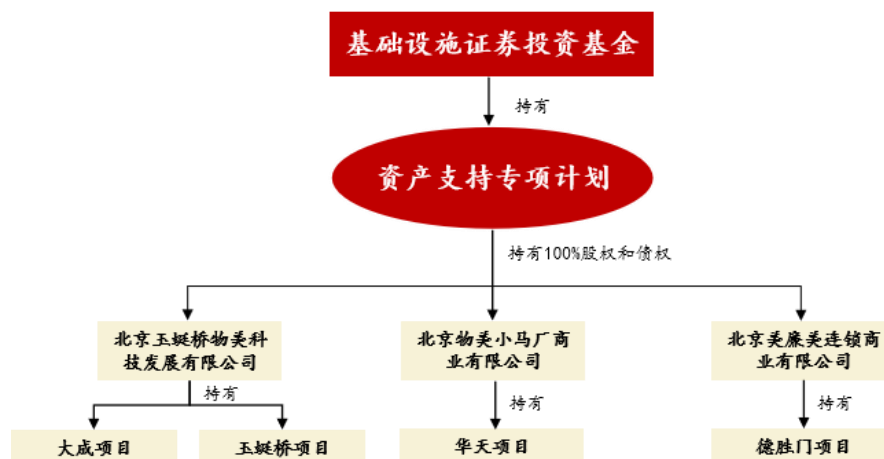 基础设施证券投资基金
持有
资产支持专项计划
持有100%股权和债权
北京玉蜓桥物美科
技发展有限公司
北京物美小马厂商
业有限公司
北京美廉美连锁商
业有限公司
持有
持有
持有
大成项目
玉蜓桥项目
华天项目
德胜门项目